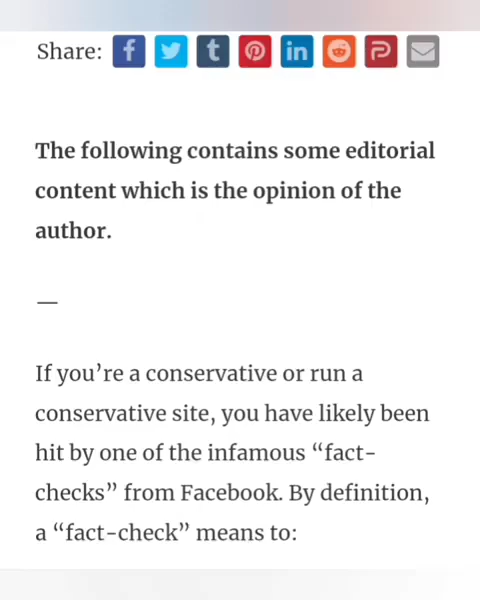 Share:
The following contains some editorial
content which is the opinion of the
author.
—
If you’re a conservative or run a
conservative site, you have likely been
hit by one of the infamous “fact-
checks” from Facebook. By definition,
a “fact-check” means to: